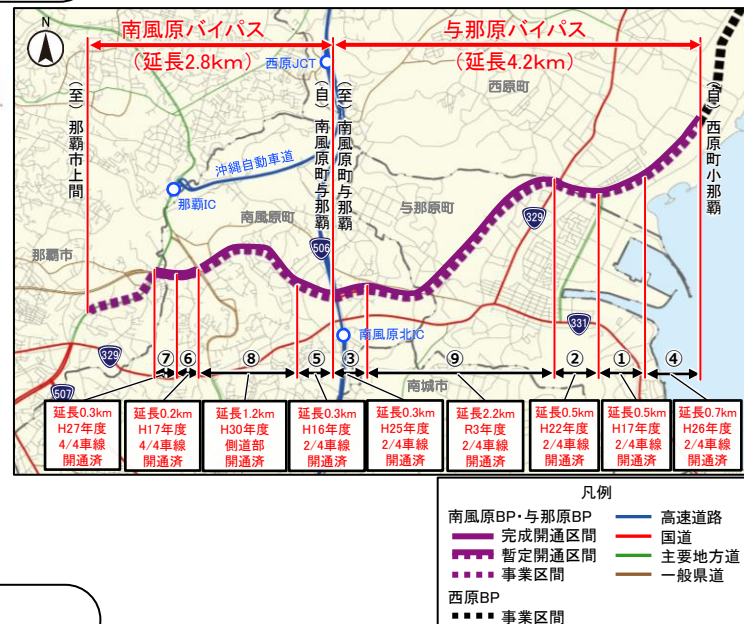 N
南風原バイパス
(延長2.8km)
与那原バイパス
(延長4.2km)
西原JCT
西原町
(至)那覇市上間
(自)南風原町与那覇
(至)南風原町与那覇
(自)西原町小那覇
沖縄自動車道
那覇IC
南風原町
与那原町
那覇市
506
329
331
南風原北IC
329
507
南城市
⑦
⑥
⑧
⑤
③
⑨
②
①
④
延長0.3km
H27年度
4/4車線
開通済
延長0.2km
H17年度
4/4車線
開通済
延長1.2km
H30年度
側道部
開通済
延長0.3km
H16年度
2/4車線
開通済
延長0.3km
H25年度
2/4車線
開通済
延長2.2km
R3年度
2/4車線
開通済
延長0.5km
H22年度
2/4車線
開通済
延長0.5km
H17年度
2/4車線
開通済
延長0.7km
H26年度
2/4車線
開通済
凡例
南風原BP・与那原BP
完成開通区間
暫定開通区間
事業区間
西原BP
事業区間
高速道路
国道
主要地方道
一般県道